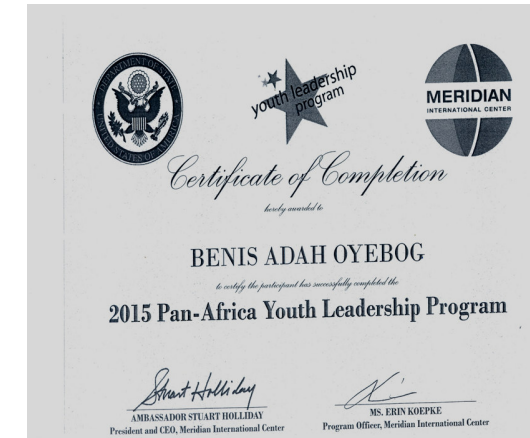 DEPARTMENT OF STATE
UNITED STATES OF AMERICA
youth leadership
program
MERIDIAN
INTERNATIONAL CENTER
Certificate of Completion
hereby awarded to
BENIS ADAH OYEBOG
to certify the participant has successfully completed the
2015 Pan-Africa Youth Leadership Program
Stuart Holliday
AMBASSADOR STUART HOLLIDAY
President and CEO, Meridian International Center
MS. ERIN KOEPKE
Program Officer, Meridian International Center